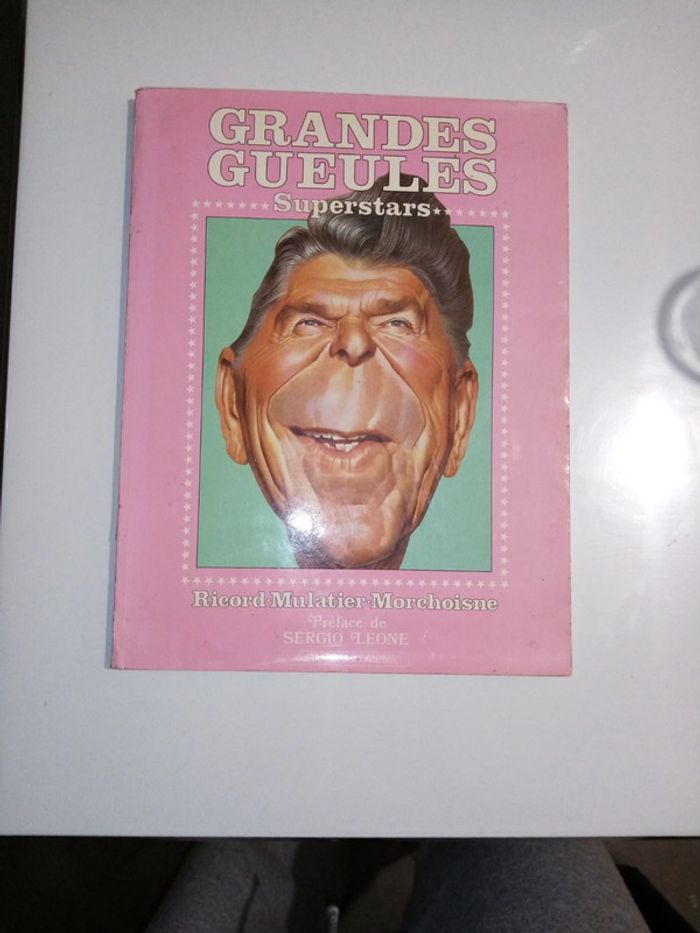 GRANDES
GUEULES
Superstars
Ricord·Mulatier·Morchoisne
Préface de
SERGIO LEONE